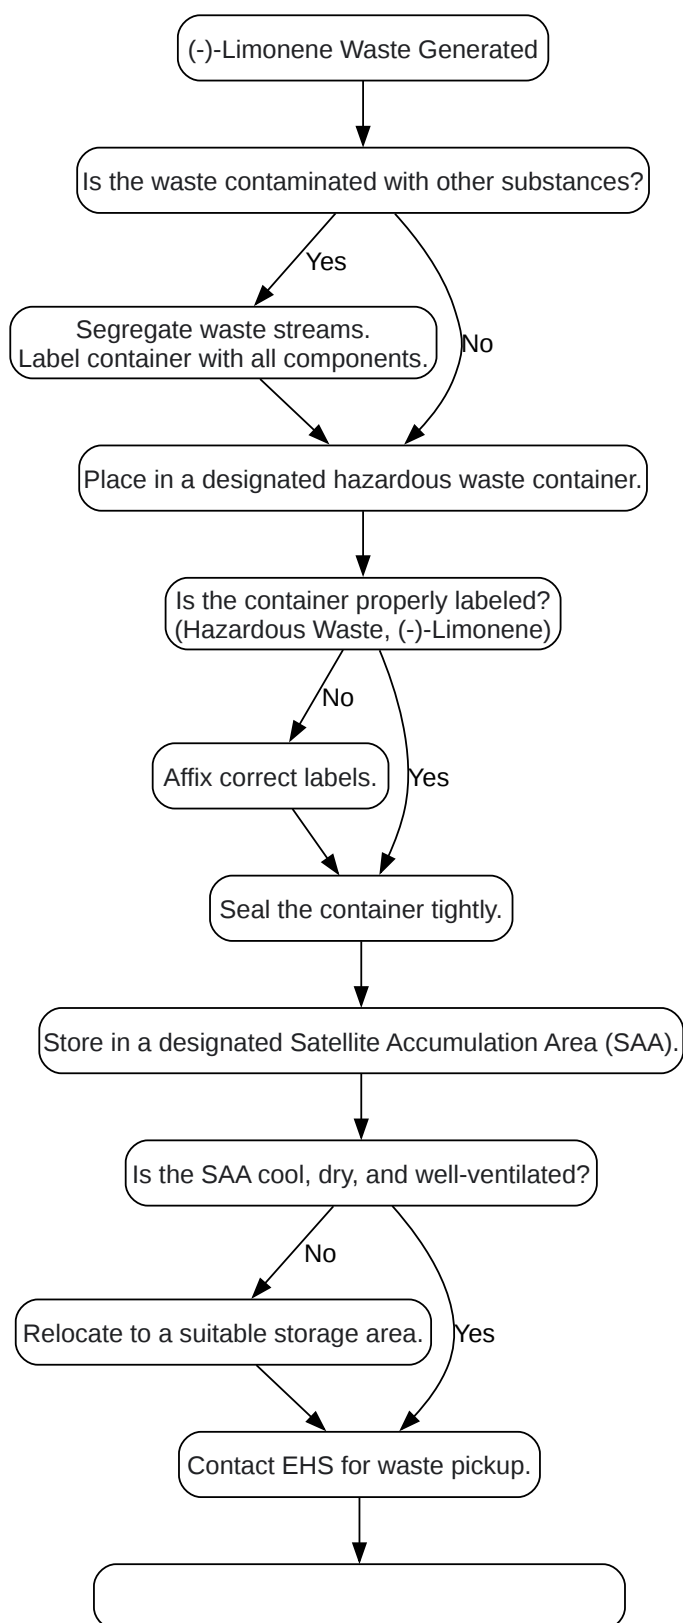 (-)-Limonene Waste Generated
Is the waste contaminated with other substances?
Yes
Segregate waste streams.
Label container with all components.
No
Place in a designated hazardous waste container.
Is the container properly labeled?
(Hazardous Waste, (-)-Limonene)
No
Affix correct labels.
Yes
Seal the container tightly.
Store in a designated Satellite Accumulation Area (SAA).
Is the SAA cool, dry, and well-ventilated?
No
Relocate to a suitable storage area.
Yes
Contact EHS for waste pickup.